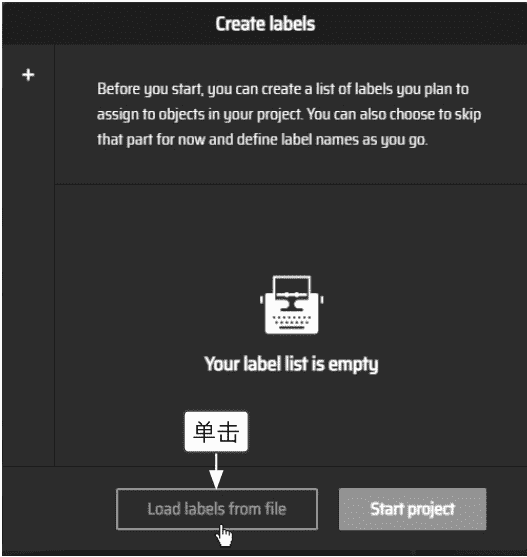 Create labels
+
Before you start, you can create a list of labels you plan to
assign to objects in your project. You can also choose to skip
that part for now and define label names as you go.
Your label list is empty
单击
Load labels from file
Start project